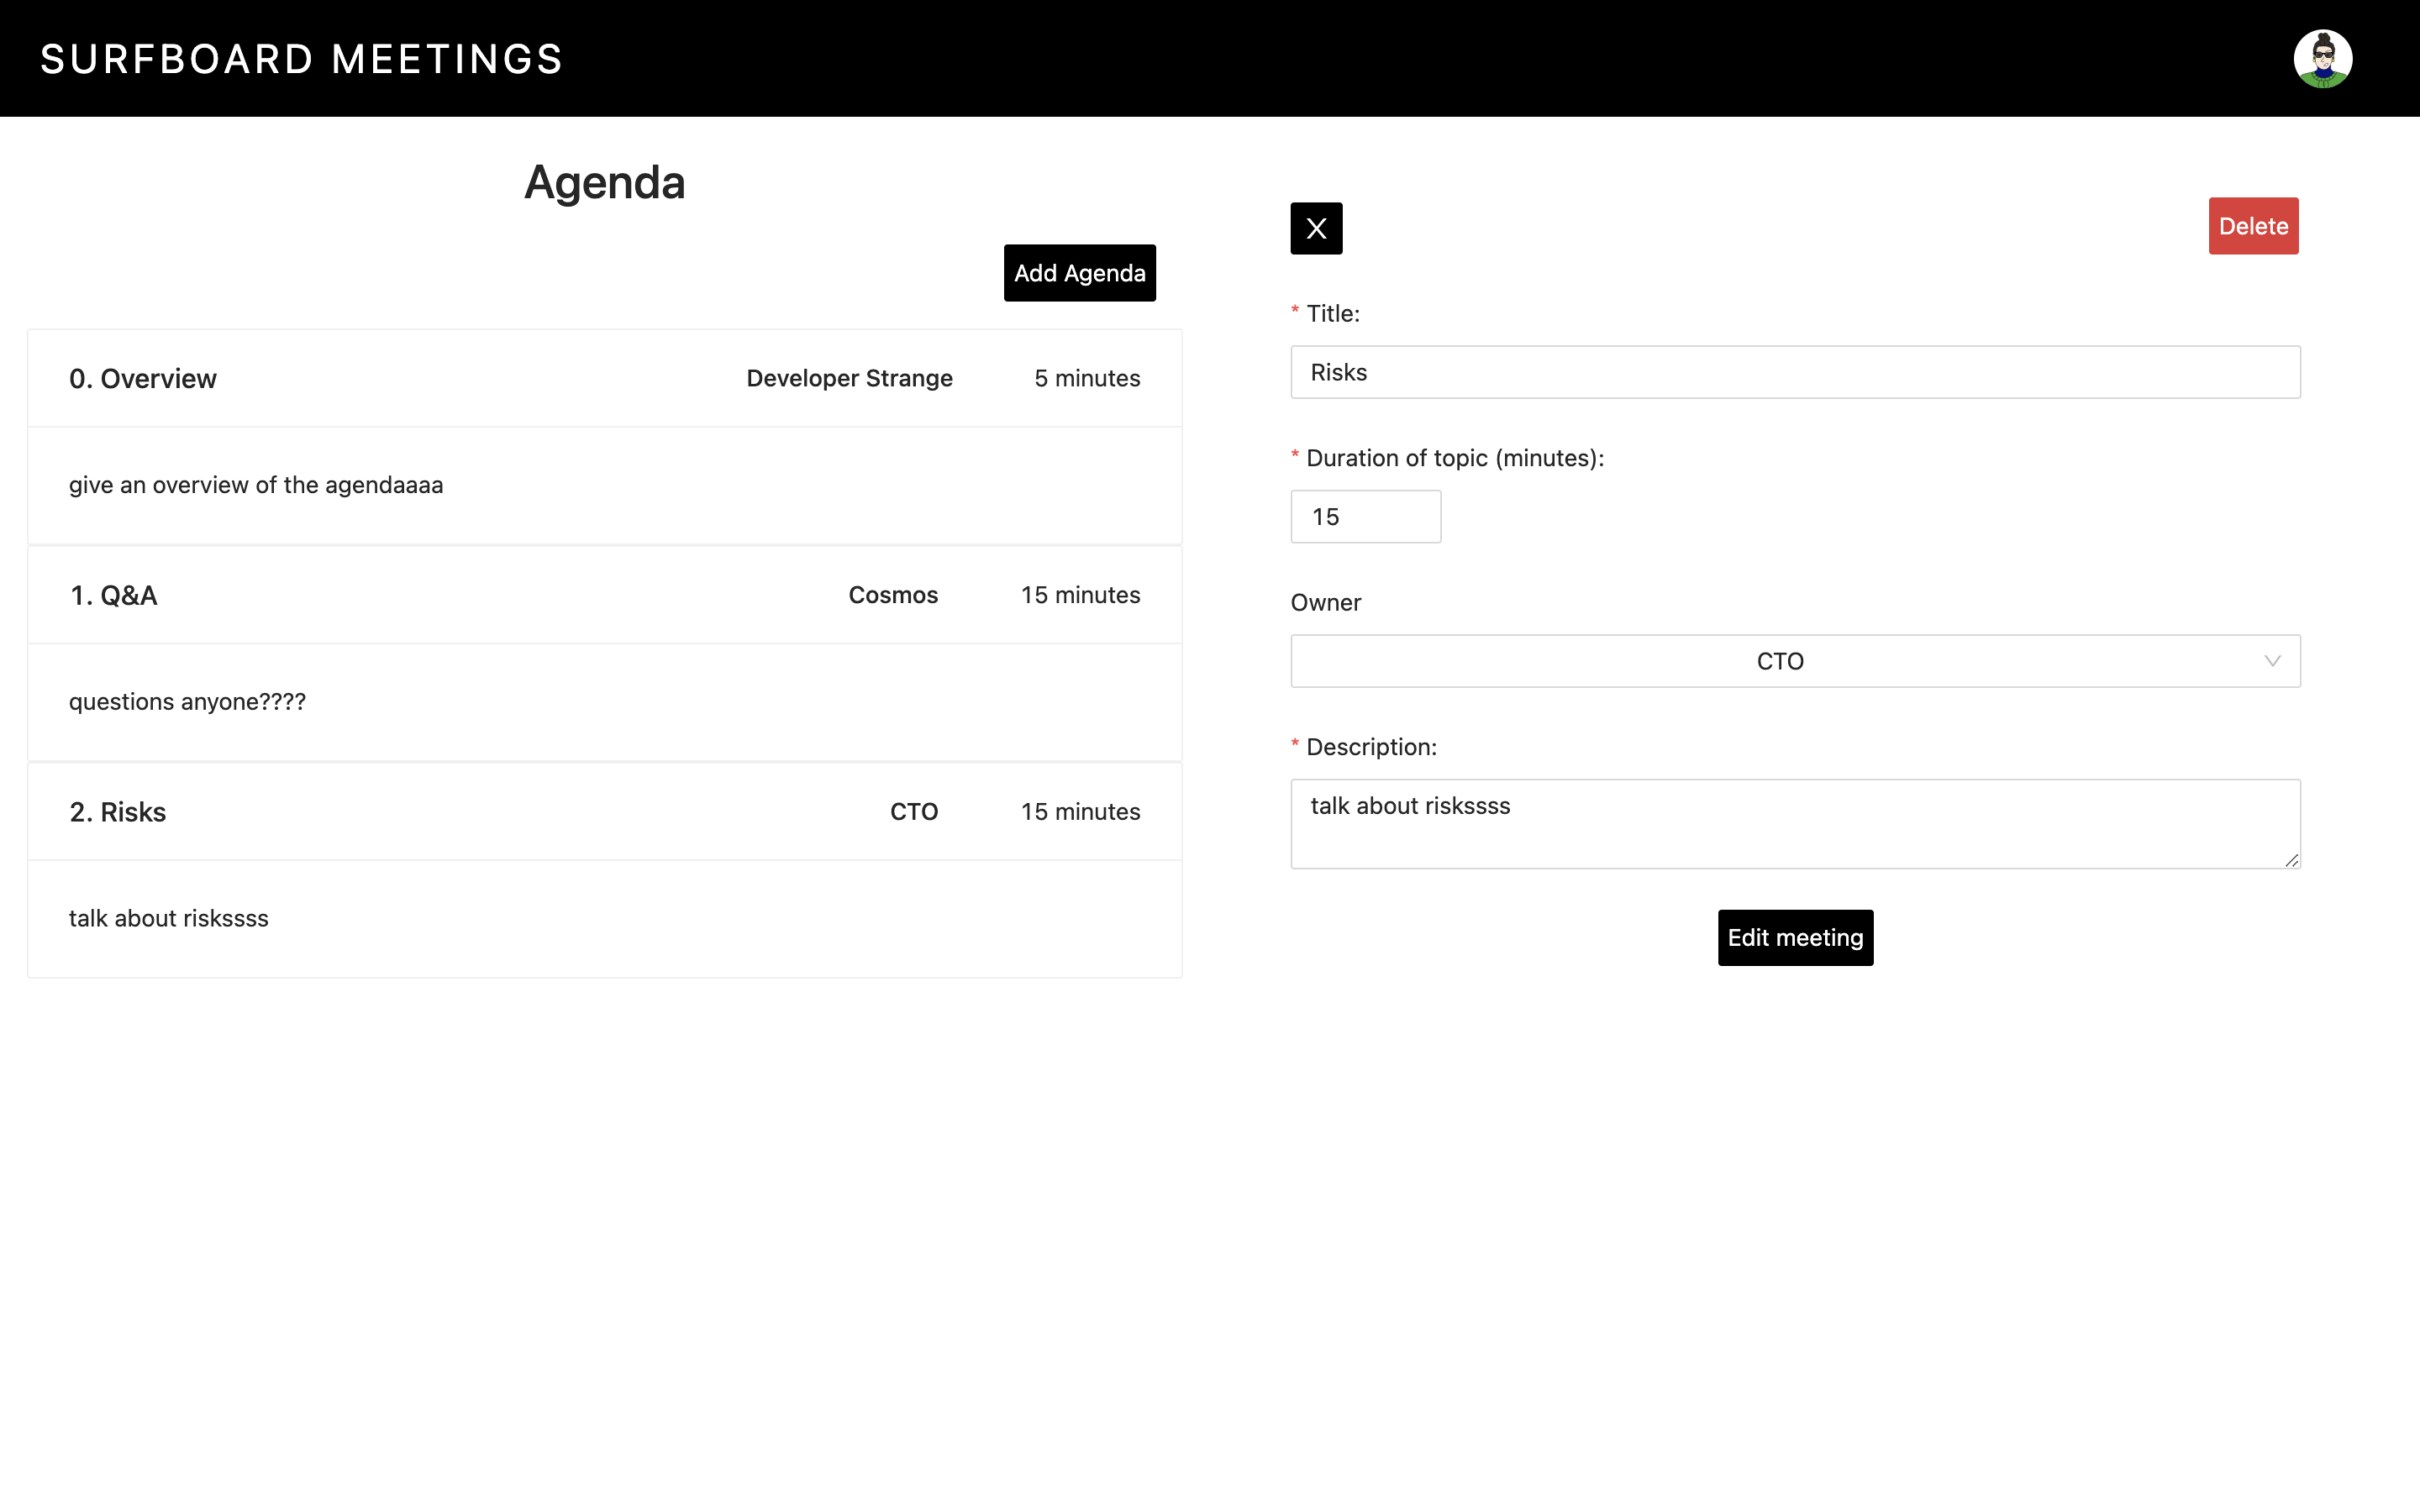 SURFBOARD MEETINGS
Agenda
Add Agenda
0. Overview Developer Strange 5 minutes
give an overview of the agendaaaa
1. Q&A Cosmos 15 minutes
questions anyone????
2. Risks CTO 15 minutes
talk about riskssss
X Delete
* Title:
Risks
* Duration of topic (minutes):
15
Owner
CTO
* Description:
talk about riskssss
Edit meeting